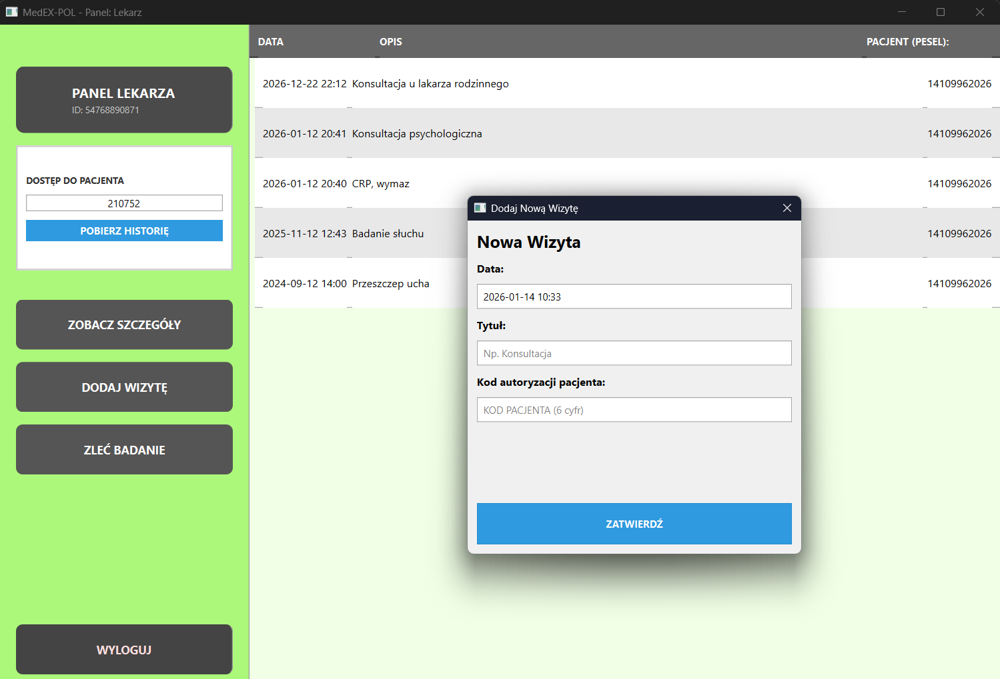 MedEX-POL - Panel: Lekarz
PANEL LEKARZA
ID: 54768890871
DOSTĘP DO PACJENTA
210752
POBIERZ HISTORIĘ
ZOBACZ SZCZEGÓŁY
DODAJ WIZYTĘ
ZLEĆ BADANIE
WYLOGUJ
DATA OPIS PACJENT (PESEL):
2026-12-22 22:12 Konsultacja u lakarza rodzinnego 14109962026
2026-01-12 20:41 Konsultacja psychologiczna 14109962026
2026-01-12 20:40 CRP, wymaz 14109962026
2025-11-12 12:43 Badanie słuchu 14109962026
2024-09-12 14:00 Przeszczep ucha 14109962026
Dodaj Nową Wizytę
Nowa Wizyta
Data:
2026-01-14 10:33
Tytuł:
Np. Konsultacja
Kod autoryzacji pacjenta:
KOD PACJENTA (6 cyfr)
ZATWIERDŹ